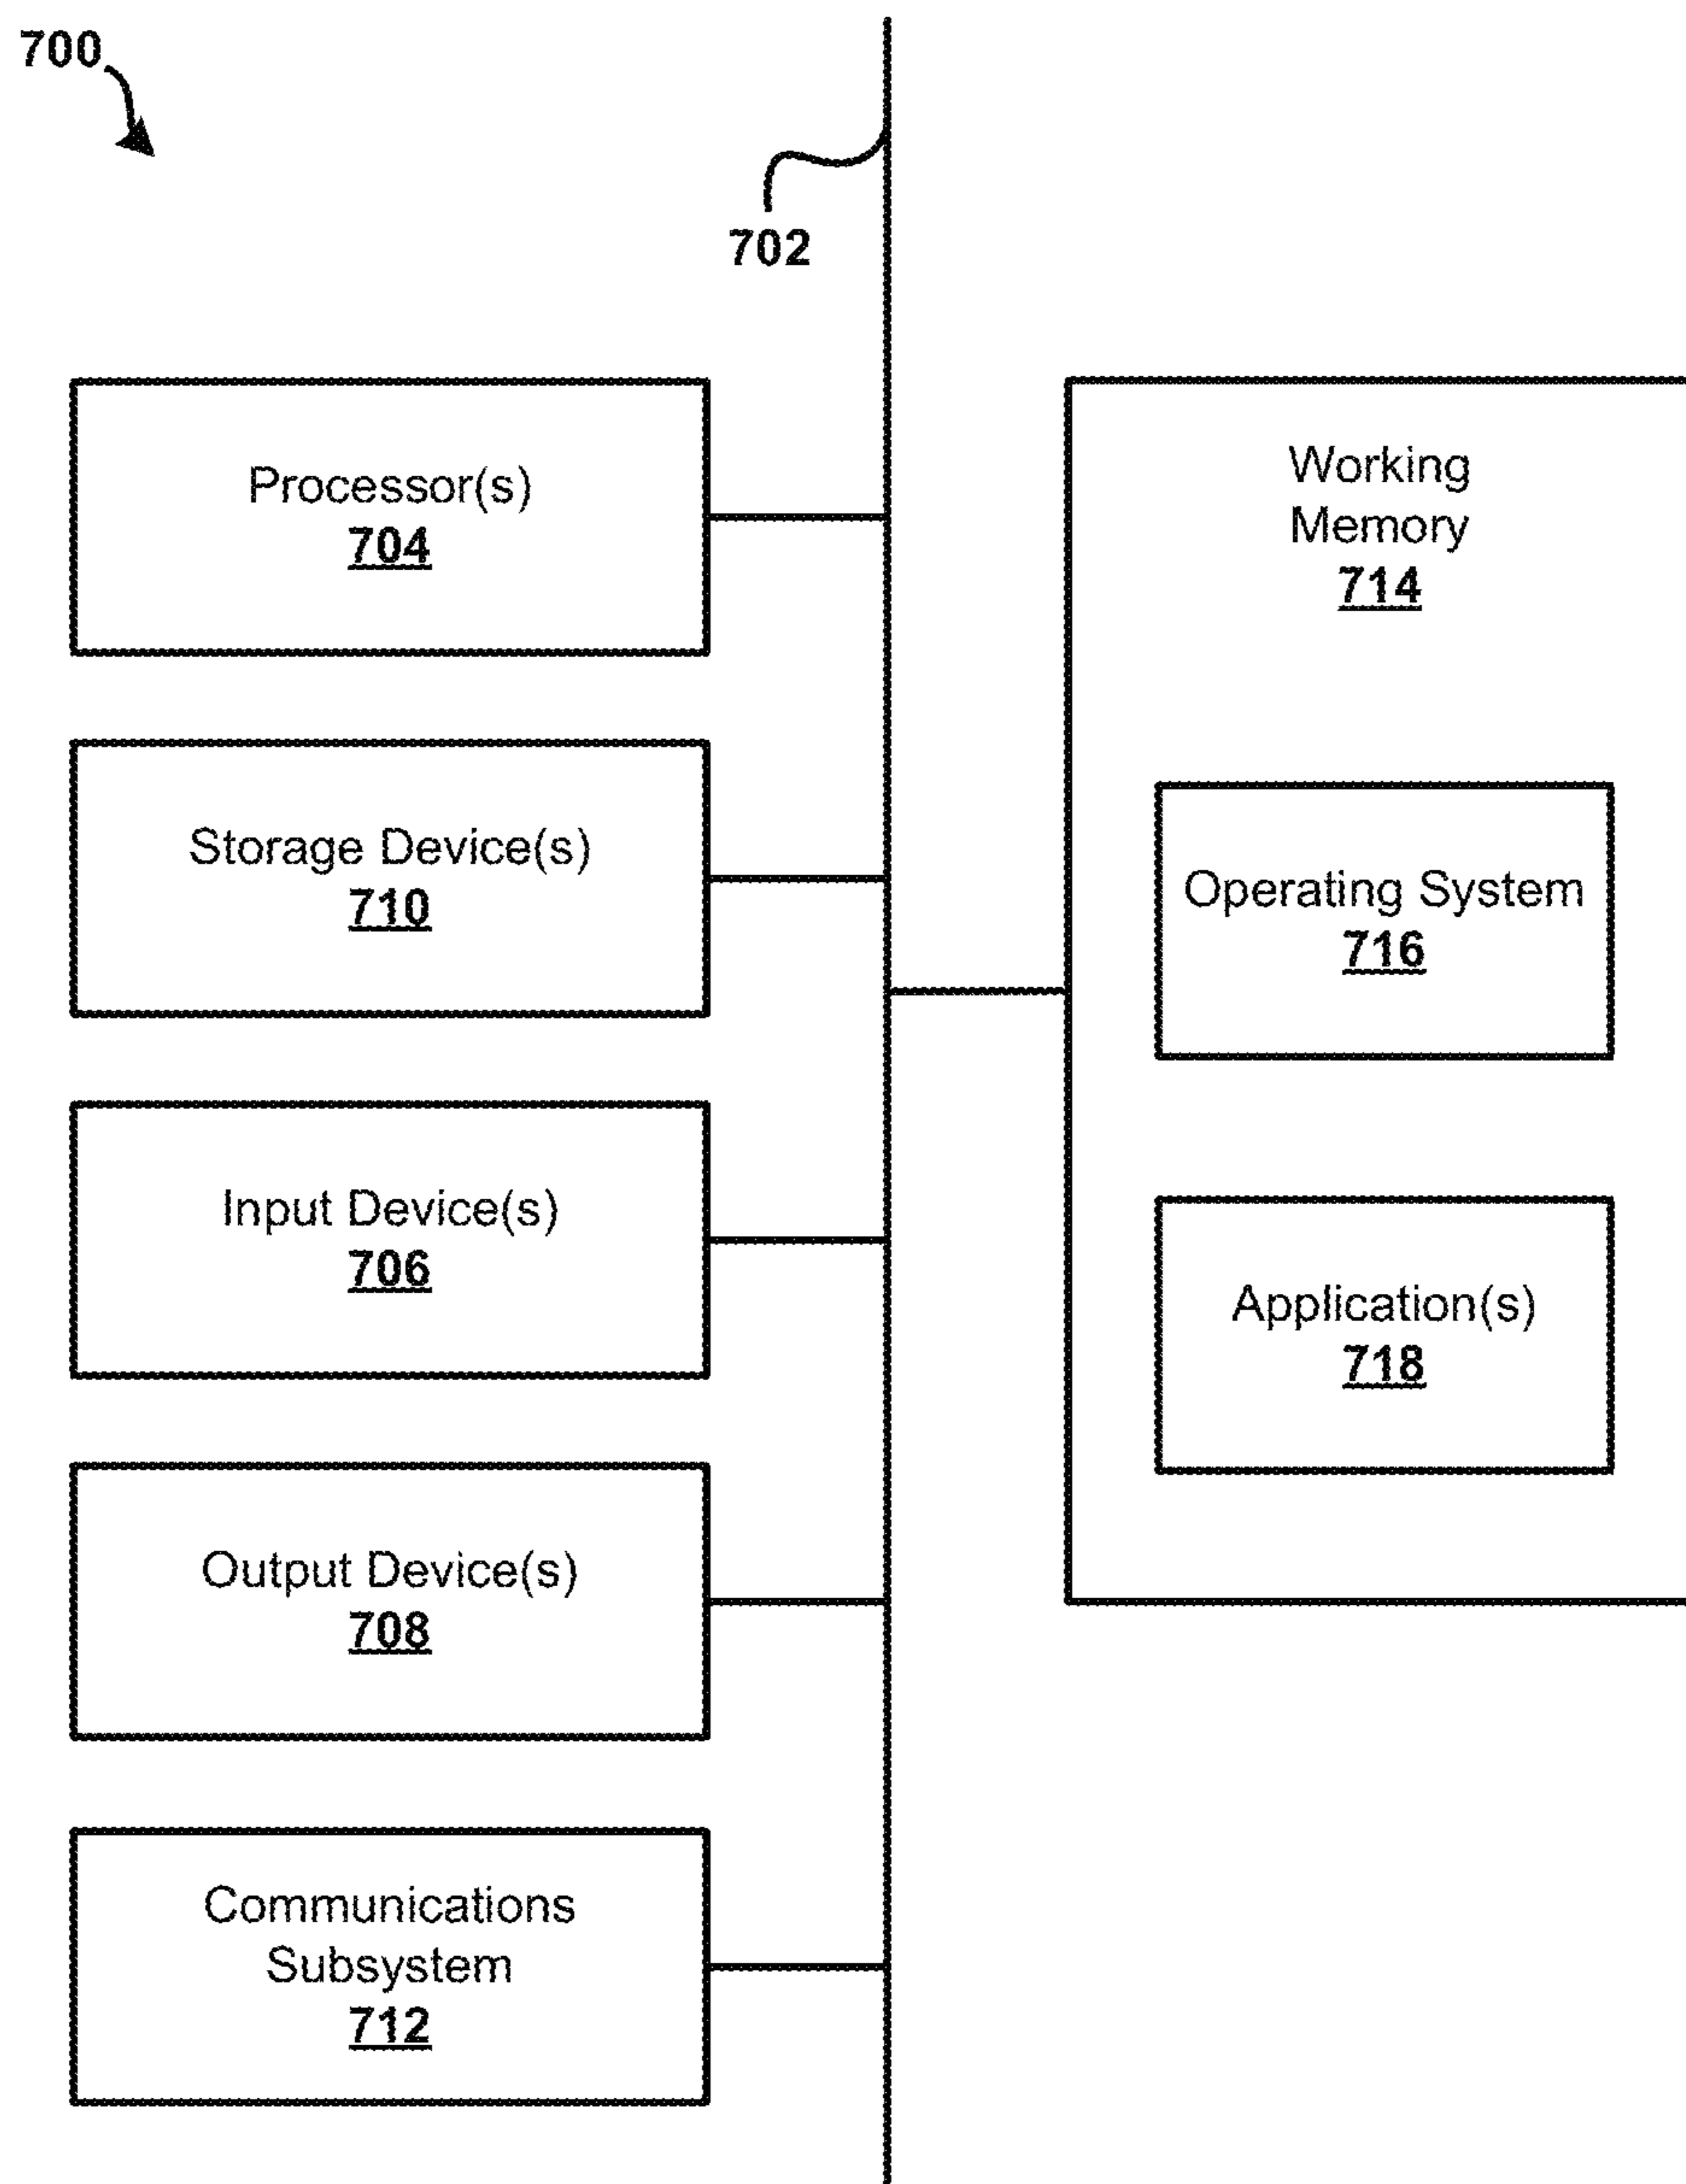 700
702
Processor(s)
704
Storage Device(s)
710
Input Device(s)
706
Output Device(s)
708
Communications
Subsystem
712
Working
Memory
714
Operating System
716
Application(s)
718